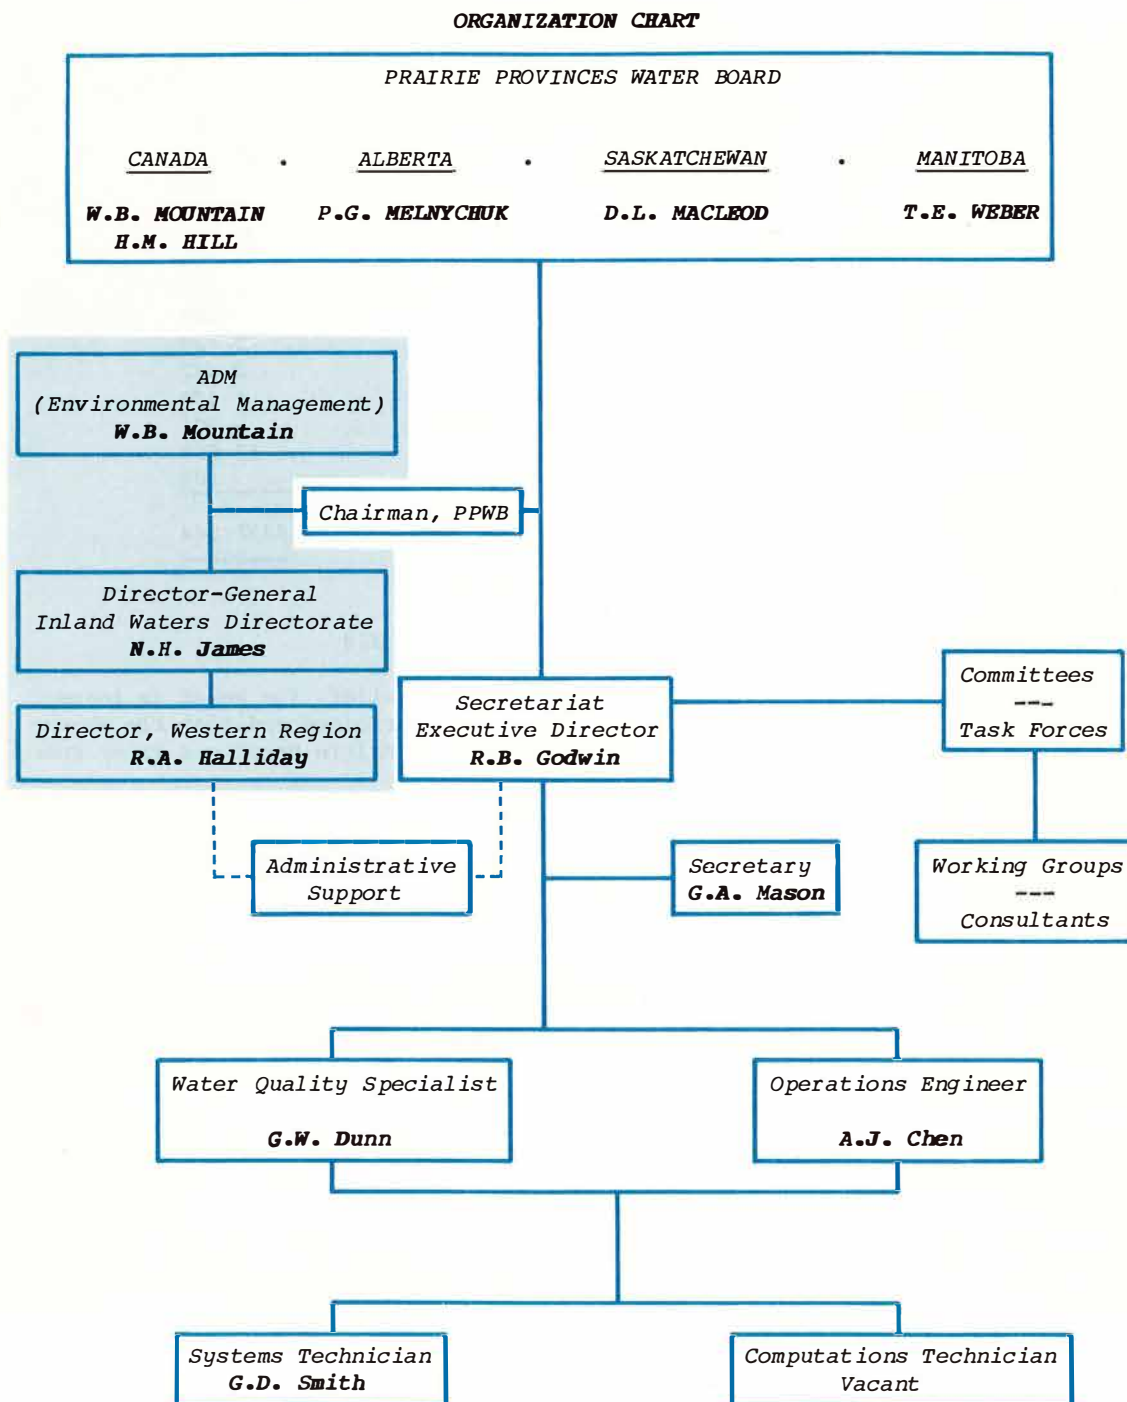 ORGANIZATION CHART
PRAIRIE PROVINCES WATER BOARD
CANADA . ALBERTA . SASKATCHEWAN . MANITOBA
W.B. MOUNTAIN P.G. MELNYCHUK D.L. MACLEOD T.E. WEBER
H.M. HILL
ADM
(Environmental Management)
W.B. Mountain
Chairman, PPWB
Director-General
Inland Waters Directorate
N.H. James
Director, Western Region
R.A. Halliday
Secretariat
Executive Director
R.B. Godwin
Committees
---
Task Forces
Administrative
Support
Secretary
G.A. Mason
Working Groups
---
Consultants
Water Quality Specialist
G.W. Dunn
Operations Engineer
A.J. Chen
Systems Technician
G.D. Smith
Computations Technician
Vacant